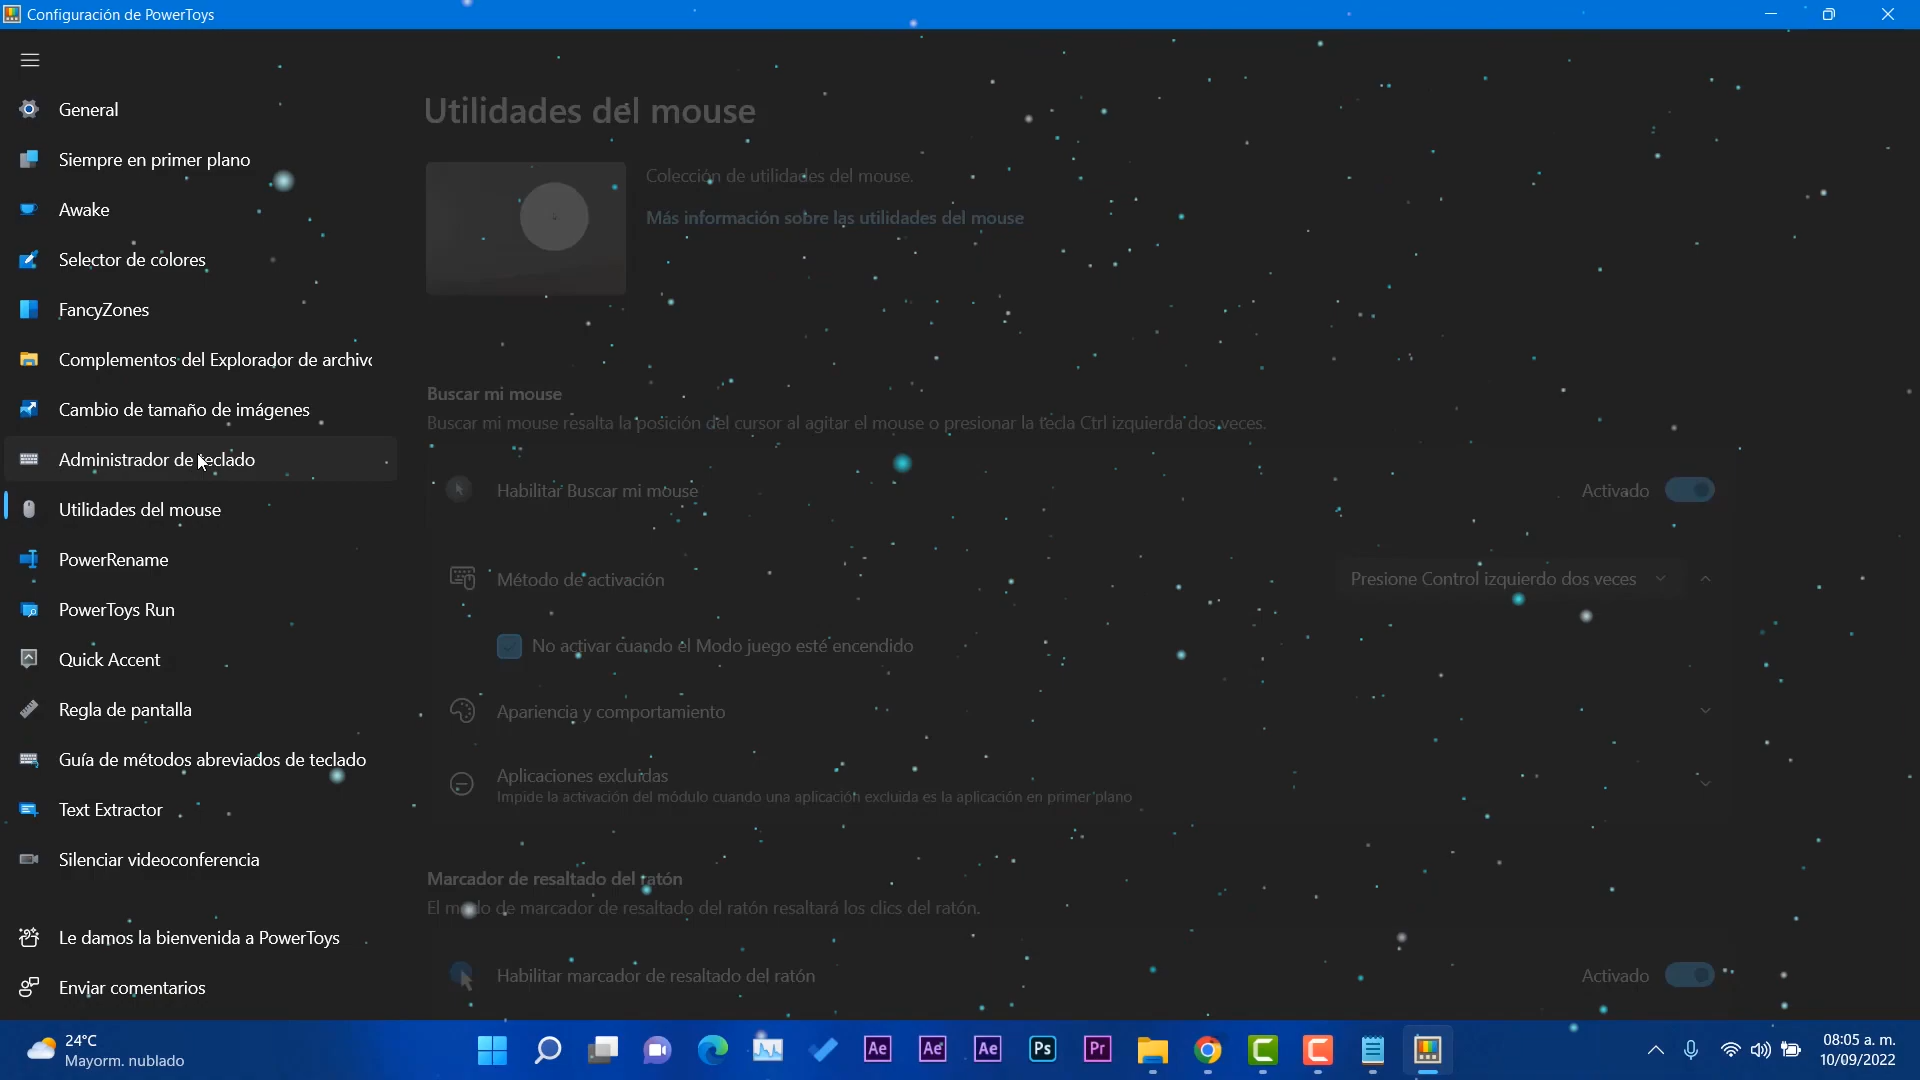 Configuración de PowerToys
General
Siempre en primer plano
Awake
Selector de colores
FancyZones
Complementos del Explorador de archivo
Cambio de tamaño de imágenes
Administrador de teclado
Utilidades del mouse
PowerRename
PowerToys Run
Quick Accent
Regla de pantalla
Guía de métodos abreviados de teclado
Text Extractor
Silenciar videoconferencia
Le damos la bienvenida a PowerToys
Enviar comentarios
Utilidades del mouse
Colección de utilidades del mouse.
Más información sobre las utilidades del mouse
Buscar mi mouse
Buscar mi mouse resalta la posición del cursor al agitar el mouse o presionar la tecla Ctrl izquierda dos veces.
Habilitar Buscar mi mouse
Activado
Método de activación
Presione Control izquierdo dos veces
No activar cuando el Modo juego esté encendido
Apariencia y comportamiento
Aplicaciones excluidas
Impide la activación del módulo cuando una aplicación excluida es la aplicación en primer plano
Marcador de resaltado del ratón
El modo de marcador de resaltado del ratón resaltará los clics del ratón.
Habilitar marcador de resaltado del ratón
Activado
24°C
Mayorm. nublado
Ae
Ae
Ae
Ps
Pr
08:05 a. m.
10/09/2022